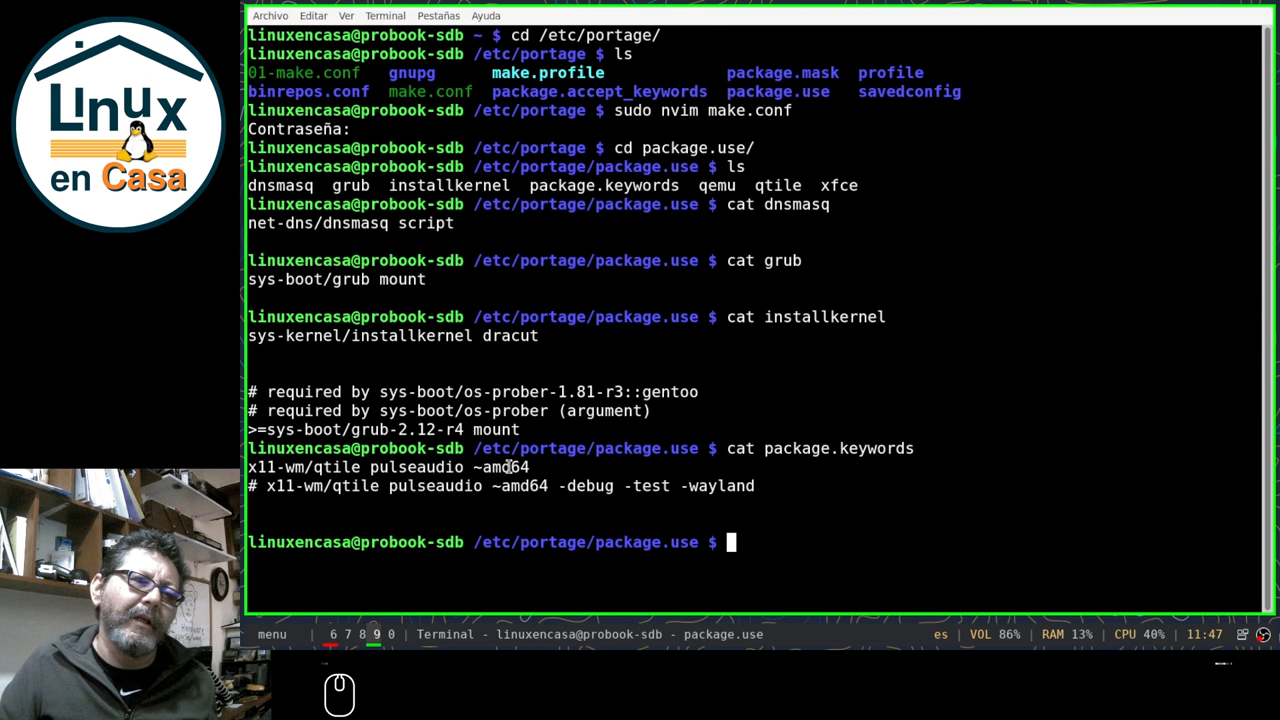 Linux
en Casa
Archivo Editar Ver Terminal Pestañas Ayuda
linuxencasa@probook-sdb ~ $ cd /etc/portage/
linuxencasa@probook-sdb /etc/portage $ ls
01-make.conf gnupg make.profile package.mask profile
binrepos.conf make.conf package.accept_keywords package.use savedconfig
linuxencasa@probook-sdb /etc/portage $ sudo nvim make.conf
Contraseña:
linuxencasa@probook-sdb /etc/portage $ cd package.use/
linuxencasa@probook-sdb /etc/portage/package.use $ ls
dnsmasq grub installkernel package.keywords qemu qtile xfce
linuxencasa@probook-sdb /etc/portage/package.use $ cat dnsmasq
net-dns/dnsmasq script
linuxencasa@probook-sdb /etc/portage/package.use $ cat grub
sys-boot/grub mount
linuxencasa@probook-sdb /etc/portage/package.use $ cat installkernel
sys-kernel/installkernel dracut
# required by sys-boot/os-prober-1.81-r3::gentoo
# required by sys-boot/os-prober (argument)
>=sys-boot/grub-2.12-r4 mount
linuxencasa@probook-sdb /etc/portage/package.use $ cat package.keywords
x11-wm/qtile pulseaudio ~amd64
# x11-wm/qtile pulseaudio ~amd64 -debug -test -wayland
linuxencasa@probook-sdb /etc/portage/package.use $
menu | 6 7 8 9 0 | Terminal - linuxencasa@probook-sdb - package.use es | VOL 86% | RAM 13% | CPU 40% | 11:47